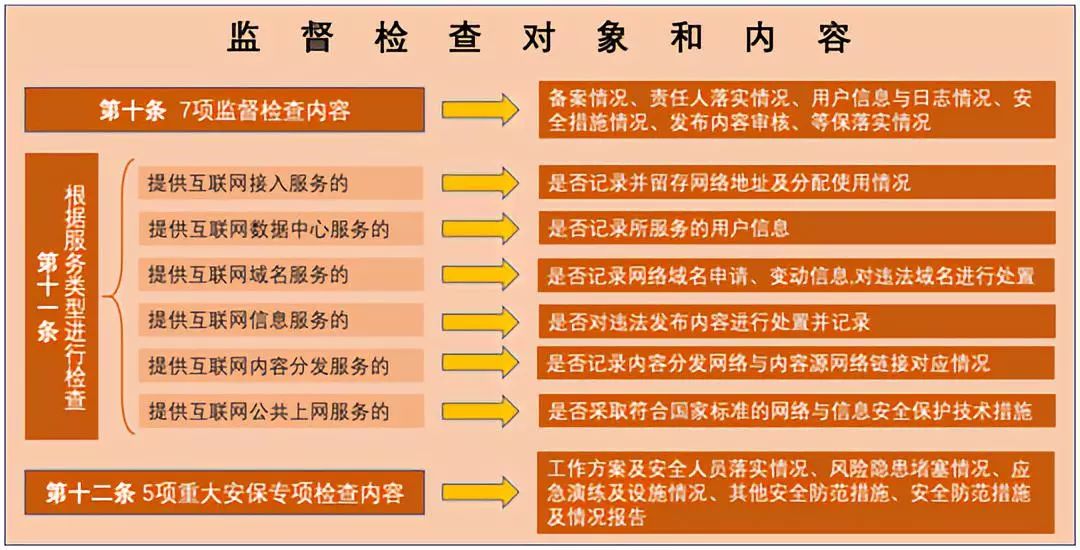 监督检查对象和内容
第十条 7项监督检查内容
备案情况、责任人落实情况、用户信息与日志情况、安
全措施情况、发布内容审核、等保落实情况
第十一条
根据服务类型进行检查
提供互联网接入服务的
是否记录并留存网络地址及分配使用情况
提供互联网数据中心服务的
是否记录所服务的用户信息
提供互联网域名服务的
是否记录网络域名申请、变动信息,对违法域名进行处置
提供互联网信息服务的
是否对违法发布内容进行处置并记录
提供互联网内容分发服务的
是否记录内容分发网络与内容源网络链接对应情况
提供互联网公共上网服务的
是否采取符合国家标准的网络与信息安全保护技术措施
第十二条 5项重大安保专项检查内容
工作方案及安全人员落实情况、风险隐患堵塞情况、应
急演练及设施情况、其他安全防范措施、安全防范措施
及情况报告